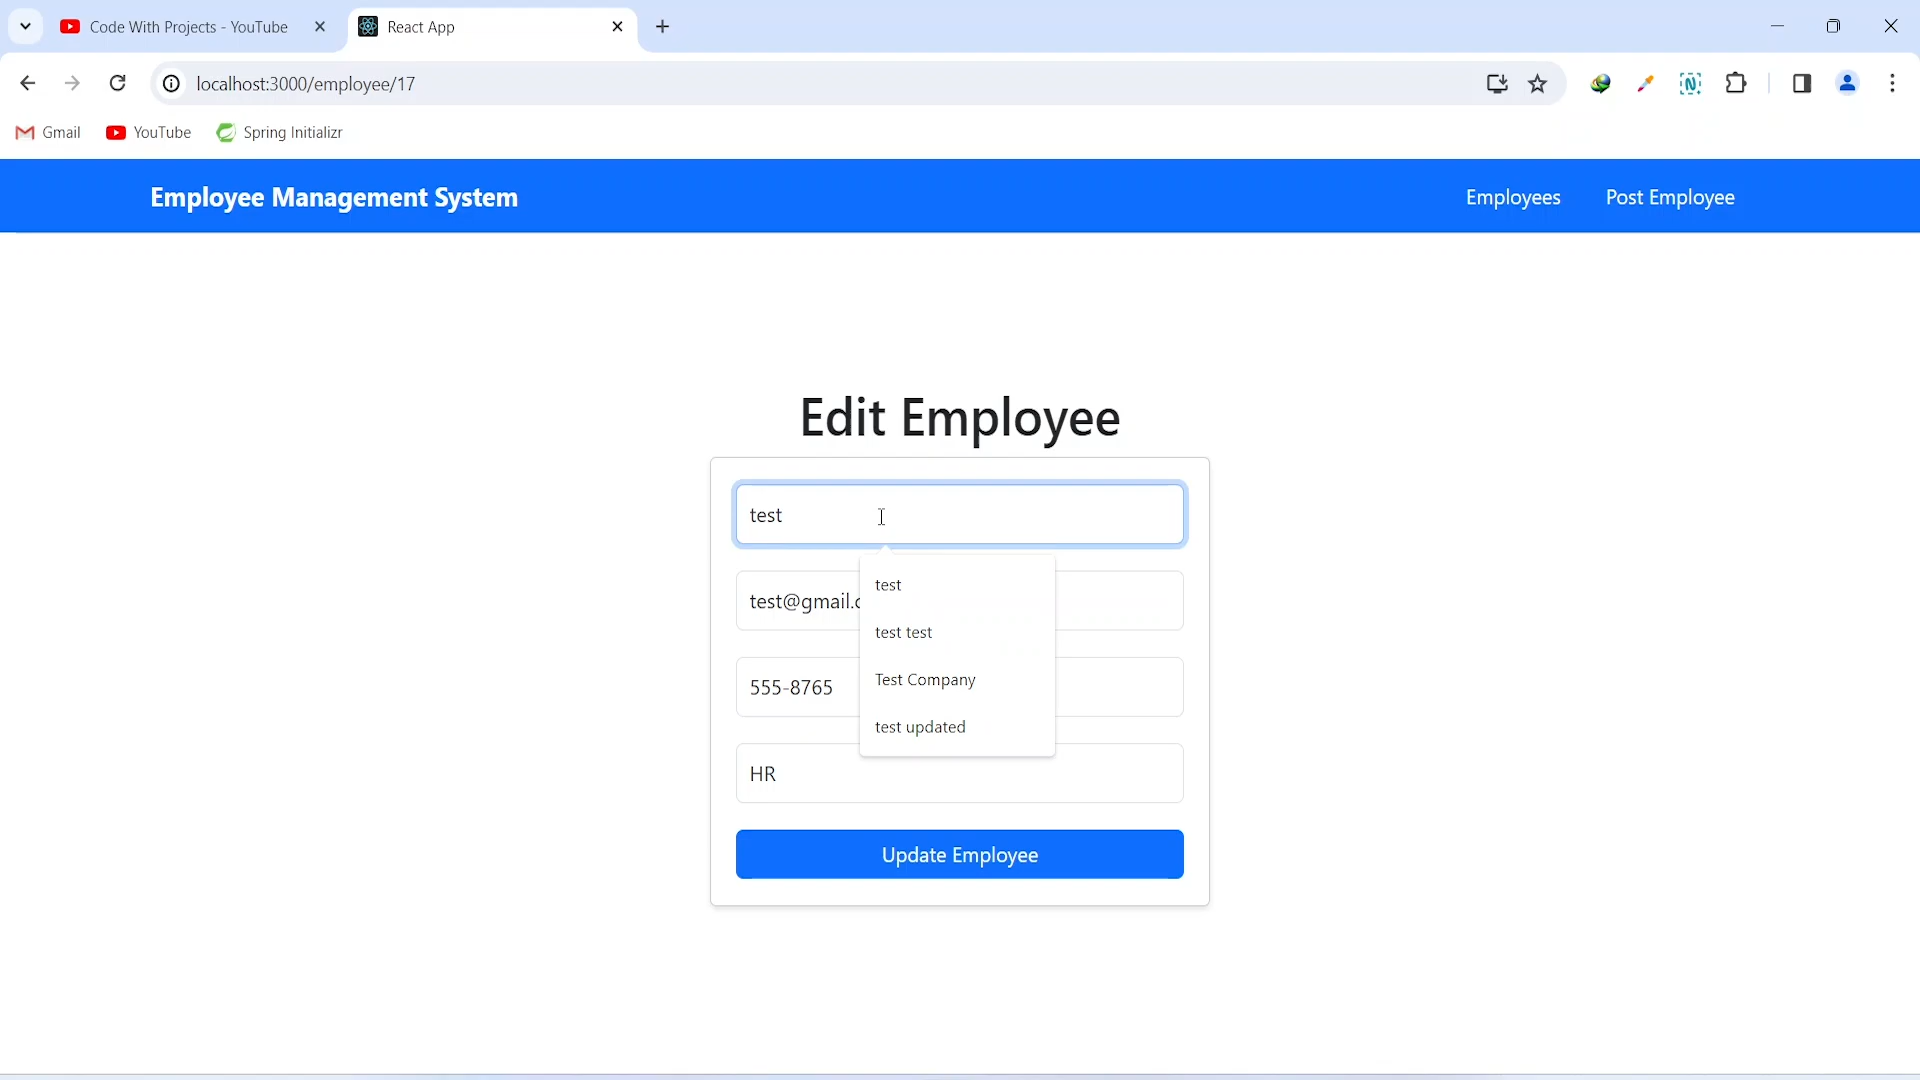 Code With Projects - YouTube
React App
localhost:3000/employee/17
Gmail
YouTube
Spring Initializr
Employee Management System
Employees
Post Employee
Edit Employee
test
test
test@gmail.c
test test
Test Company
555-8765
test updated
HR
Update Employee